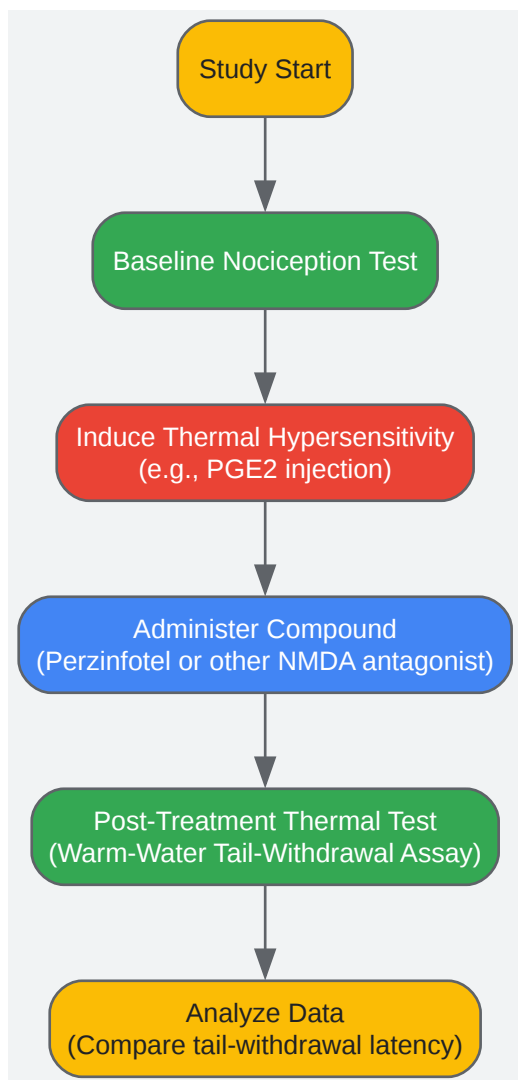 Study Start
Baseline Nociception Test
Induce Thermal Hypersensitivity
(e.g., PGE2 injection)
Administer Compound
(Perzinfotel or other NMDA antagonist)
Post-Treatment Thermal Test
(Warm-Water Tail-Withdrawal Assay)
Analyze Data
(Compare tail-withdrawal latency)